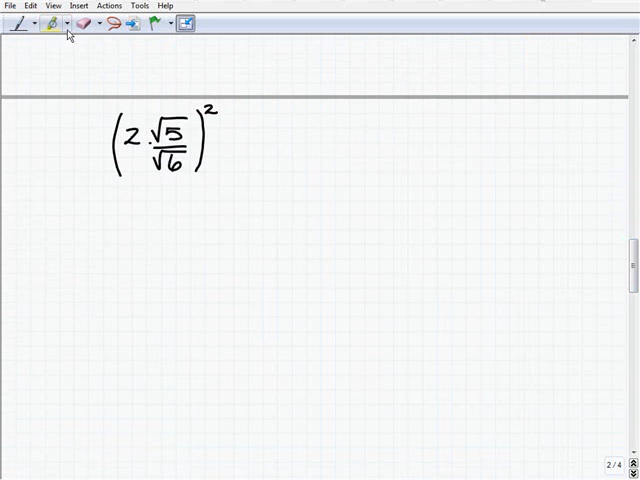 File Edit View Insert Actions Tools Help
(2 · √5/√6)²
2 / 4